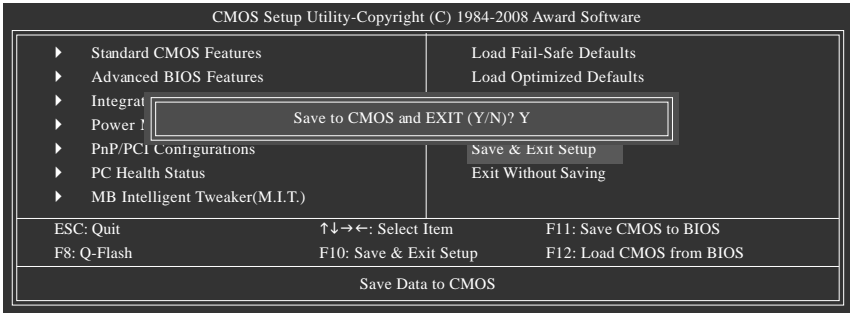 CMOS Setup Utility-Copyright (C) 1984-2008 Award Software
Standard CMOS Features
Load Fail-Safe Defaults
Advanced BIOS Features
Load Optimized Defaults
Save to CMOS and EXIT (Y/N)? Y
PnP/PCI Configurations
Save & Exit Setup
PC Health Status
Exit Without Saving
MB Intelligent Tweaker(M.I.T.)
ESC: Quit
↑↓→←: Select Item
F11: Save CMOS to BIOS
F8: Q-Flash
F10: Save & Exit Setup
F12: Load CMOS from BIOS
Save Data to CMOS